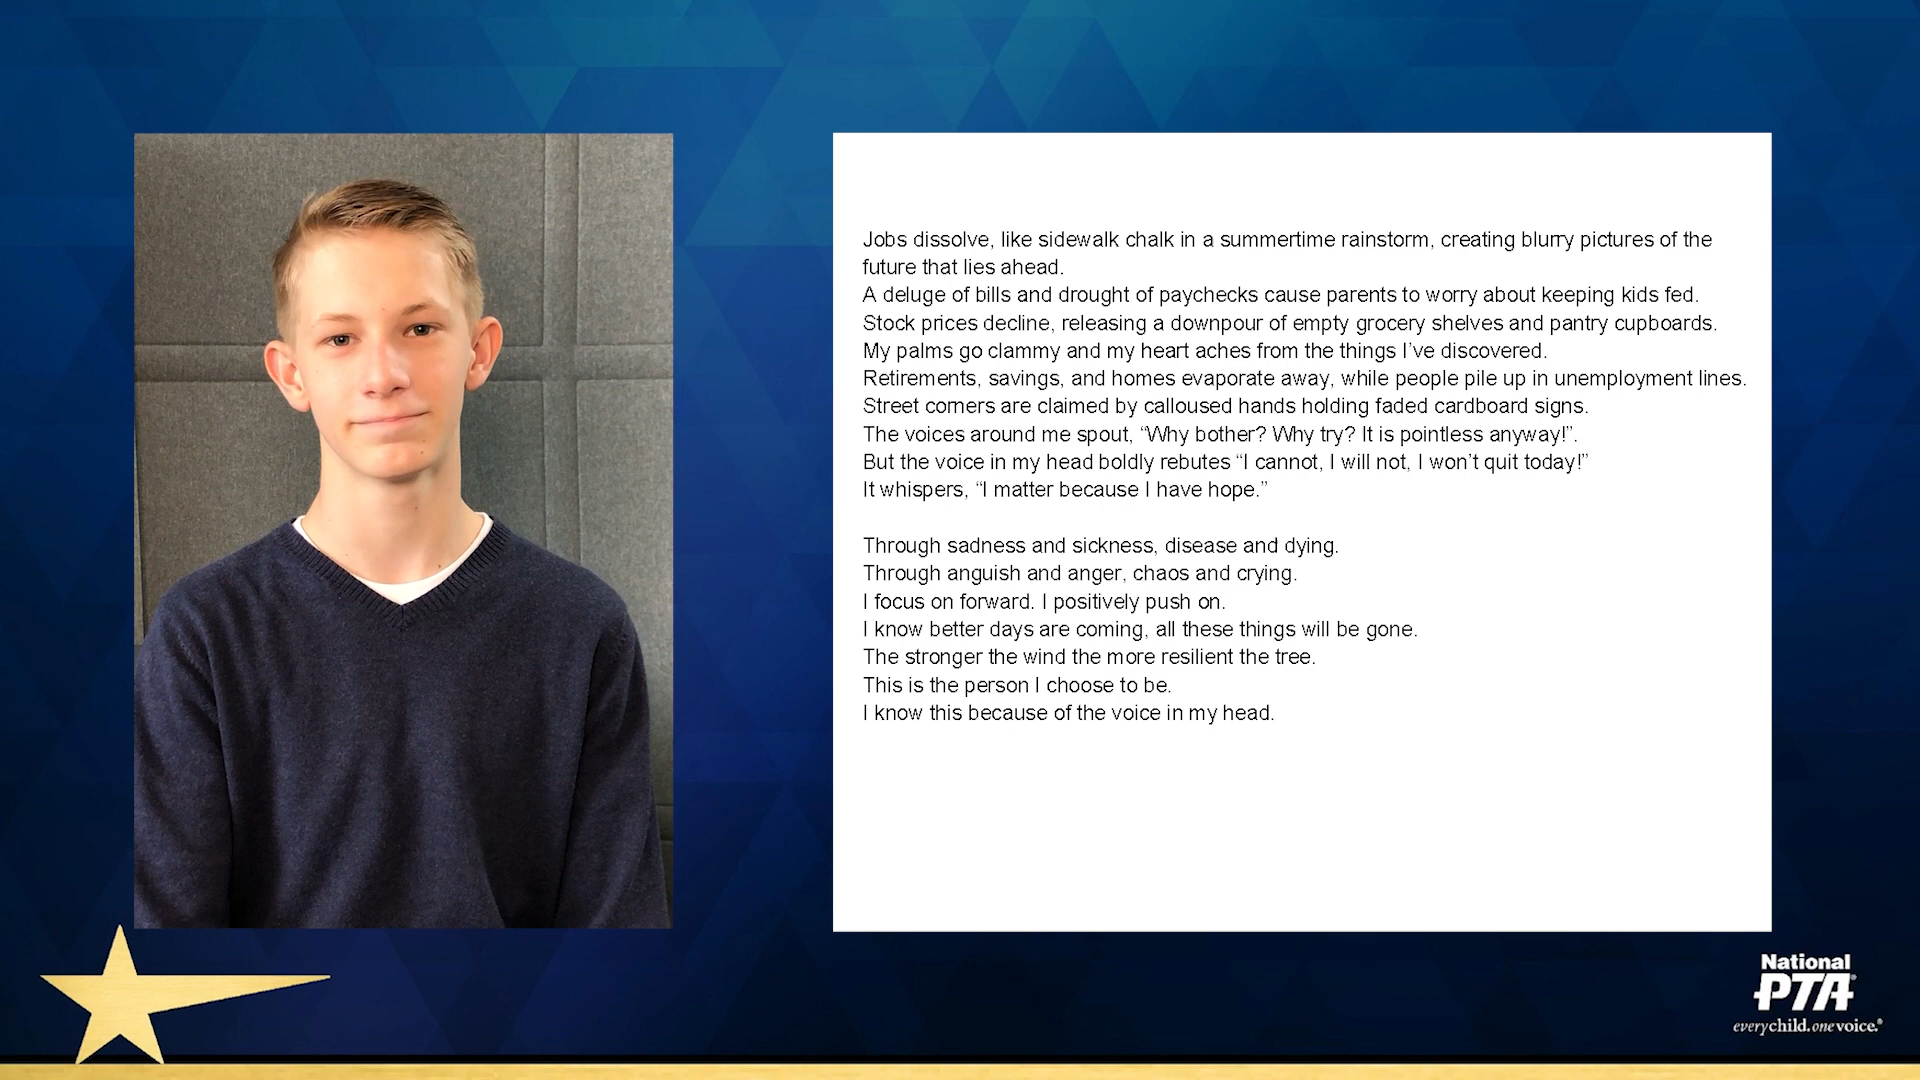 Jobs dissolve, like sidewalk chalk in a summertime rainstorm, creating blurry pictures of the
future that lies ahead.
A deluge of bills and drought of paychecks cause parents to worry about keeping kids fed.
Stock prices decline, releasing a downpour of empty grocery shelves and pantry cupboards.
My palms go clammy and my heart aches from the things I’ve discovered.
Retirements, savings, and homes evaporate away, while people pile up in unemployment lines.
Street corners are claimed by calloused hands holding faded cardboard signs.
The voices around me spout, “Why bother? Why try? It is pointless anyway!”.
But the voice in my head boldly rebutes “I cannot, I will not, I won’t quit today!”
It whispers, “I matter because I have hope.”

Through sadness and sickness, disease and dying.
Through anguish and anger, chaos and crying.
I focus on forward. I positively push on.
I know better days are coming, all these things will be gone.
The stronger the wind the more resilient the tree.
This is the person I choose to be.
I know this because of the voice in my head.
National
PTA®
everychild.onevoice.®